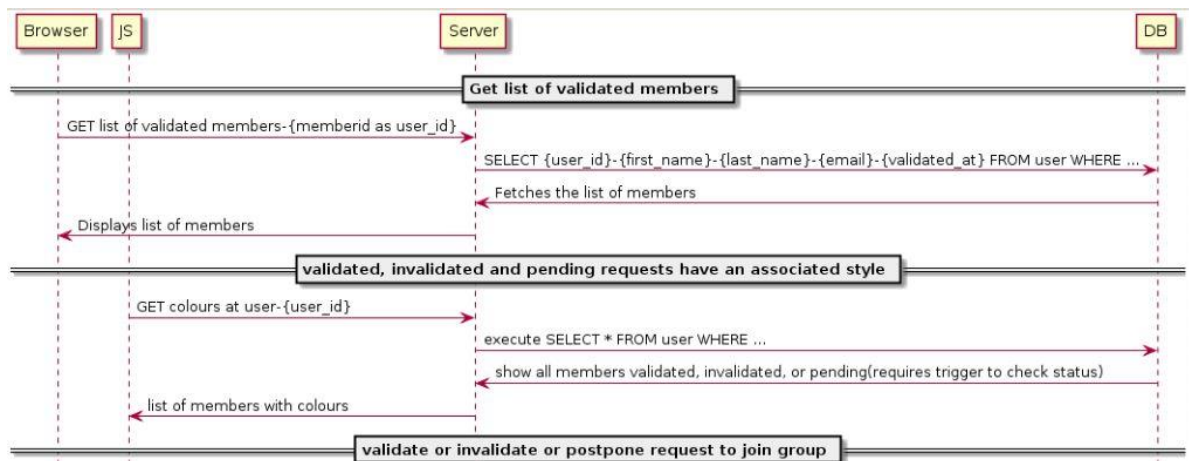 Browser JS Server DB
Get list of validated members
GET list of validated members-{memberid as user_id}
SELECT {user_id}-{first_name}-{last_name}-{email}-{validated_at} FROM user WHERE ...
Fetches the list of members
Displays list of members
validated, invalidated and pending requests have an associated style
GET colours at user-{user_id}
execute SELECT * FROM user WHERE ...
show all members validated, invalidated, or pending(requires trigger to check status)
list of members with colours
validate or invalidate or postpone request to join group